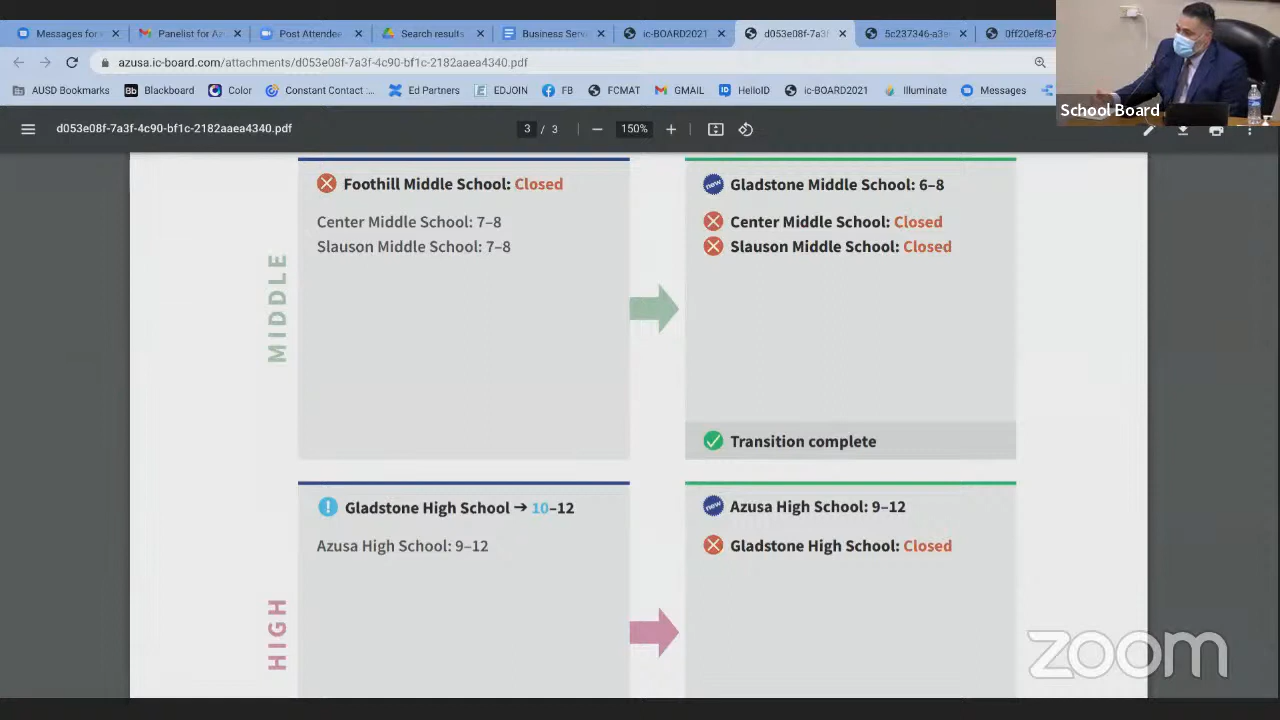 Messages for
Panelist for Az
Post Attendee
Search results
Business Serv
ic-BOARD2021
d053e08f-7a3f
5c237346-a3e
0ff20ef8-c7
azusa.ic-board.com/attachments/d053e08f-7a3f-4c90-bf1c-2182aaea4340.pdf
AUSD Bookmarks
Bb Blackboard
Color
Constant Contact ...
Ed Partners
EDJOIN
FB
FCMAT
GMAIL
HelloID
ic-BOARD2021
Illuminate
Messages
School Board
d053e08f-7a3f-4c90-bf1c-2182aaea4340.pdf
3 / 3
150%
MIDDLE
Foothill Middle School: Closed
Center Middle School: 7–8
Slauson Middle School: 7–8
new Gladstone Middle School: 6–8
Center Middle School: Closed
Slauson Middle School: Closed
Transition complete
HIGH
Gladstone High School → 10–12
Azusa High School: 9–12
new Azusa High School: 9–12
Gladstone High School: Closed
zoom